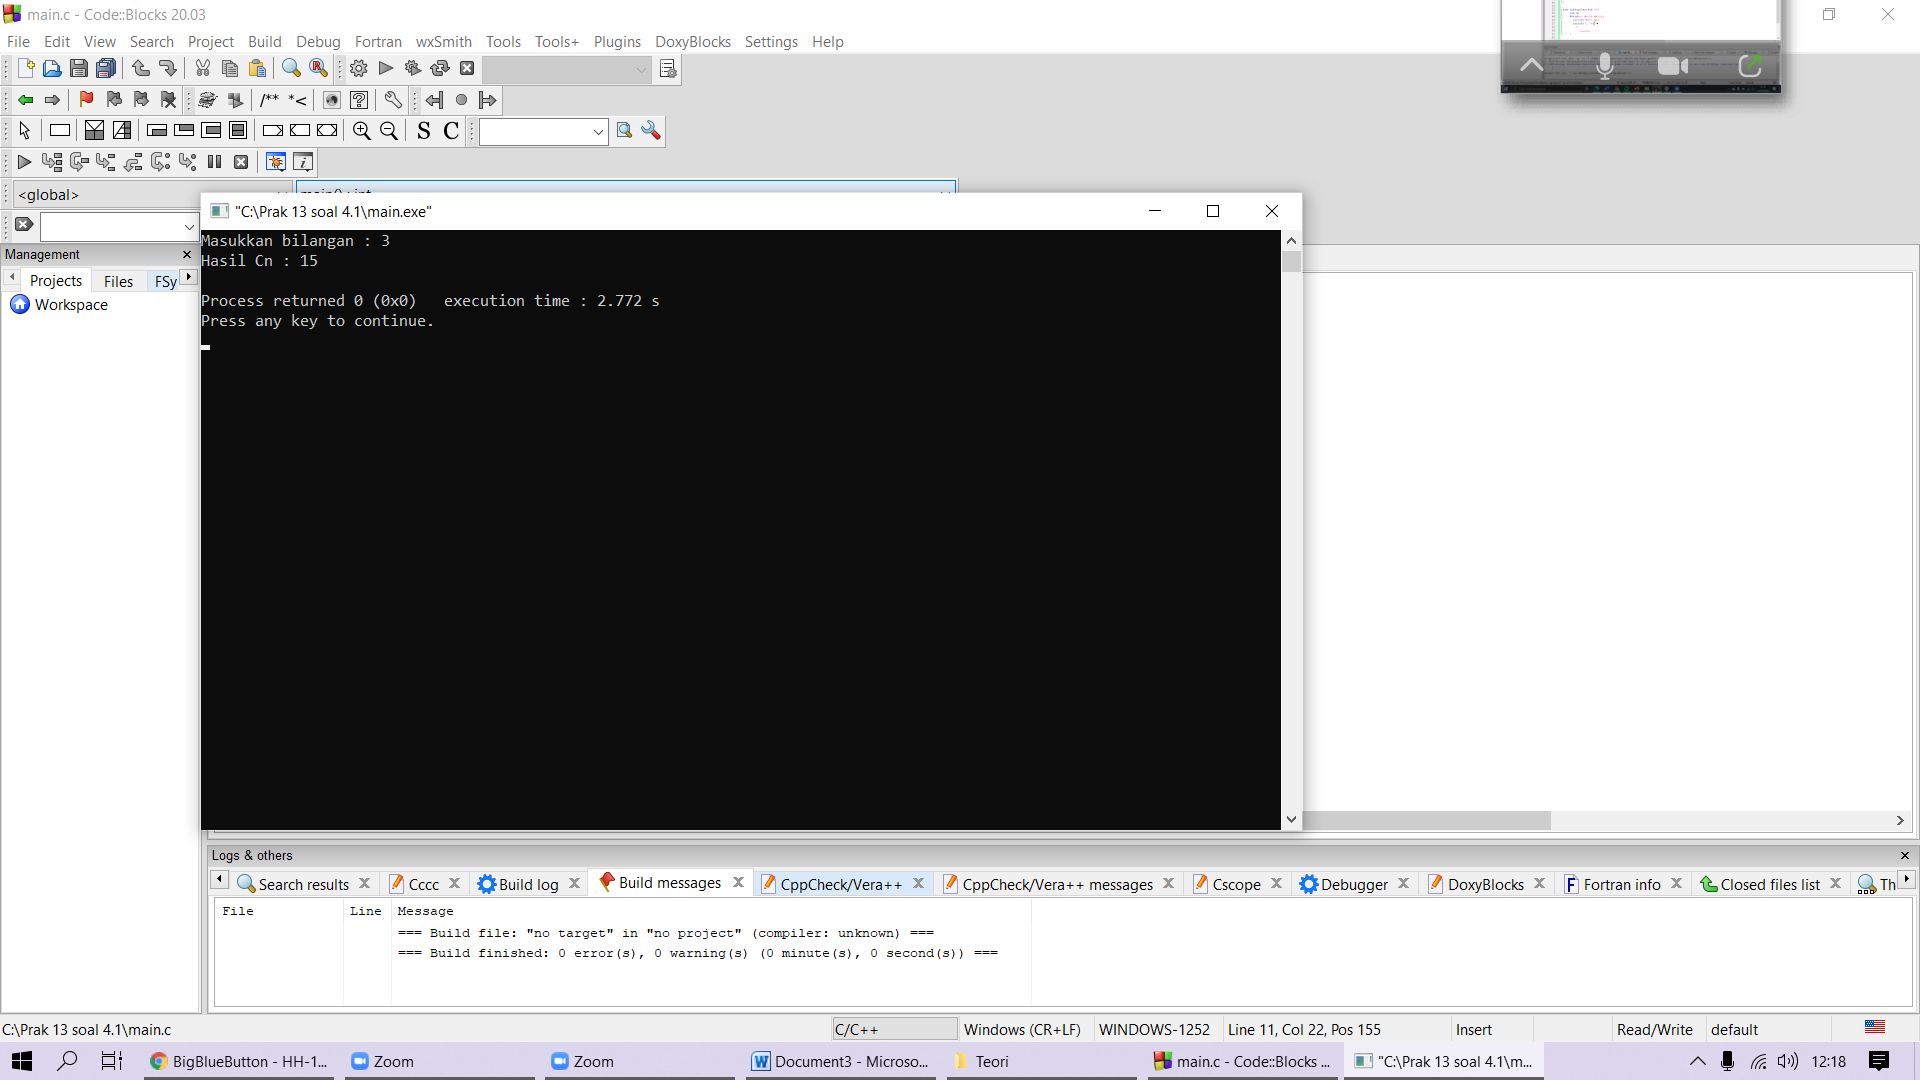 main.c - Code::Blocks 20.03
File Edit View Search Project Build Debug Fortran wxSmith Tools Tools+ Plugins DoxyBlocks Settings Help
/** *<
S C
<global>
main() : int
"C:\Prak 13 soal 4.1\main.exe"
Masukkan bilangan : 3
Hasil Cn : 15
Process returned 0 (0x0)   execution time : 2.772 s
Press any key to continue.
Management
Projects Files FSy
Workspace
Logs & others
Search results Cccc Build log Build messages CppCheck/Vera++ CppCheck/Vera++ messages Cscope Debugger DoxyBlocks Fortran info Closed files list Th
File Line Message
=== Build file: "no target" in "no project" (compiler: unknown) ===
=== Build finished: 0 error(s), 0 warning(s) (0 minute(s), 0 second(s)) ===
C:\Prak 13 soal 4.1\main.c C/C++ Windows (CR+LF) WINDOWS-1252 Line 11, Col 22, Pos 155 Insert Read/Write default
BigBlueButton - HH-1... Zoom Zoom Document3 - Microso... Teori main.c - Code::Blocks ... "C:\Prak 13 soal 4.1\m... 12:18